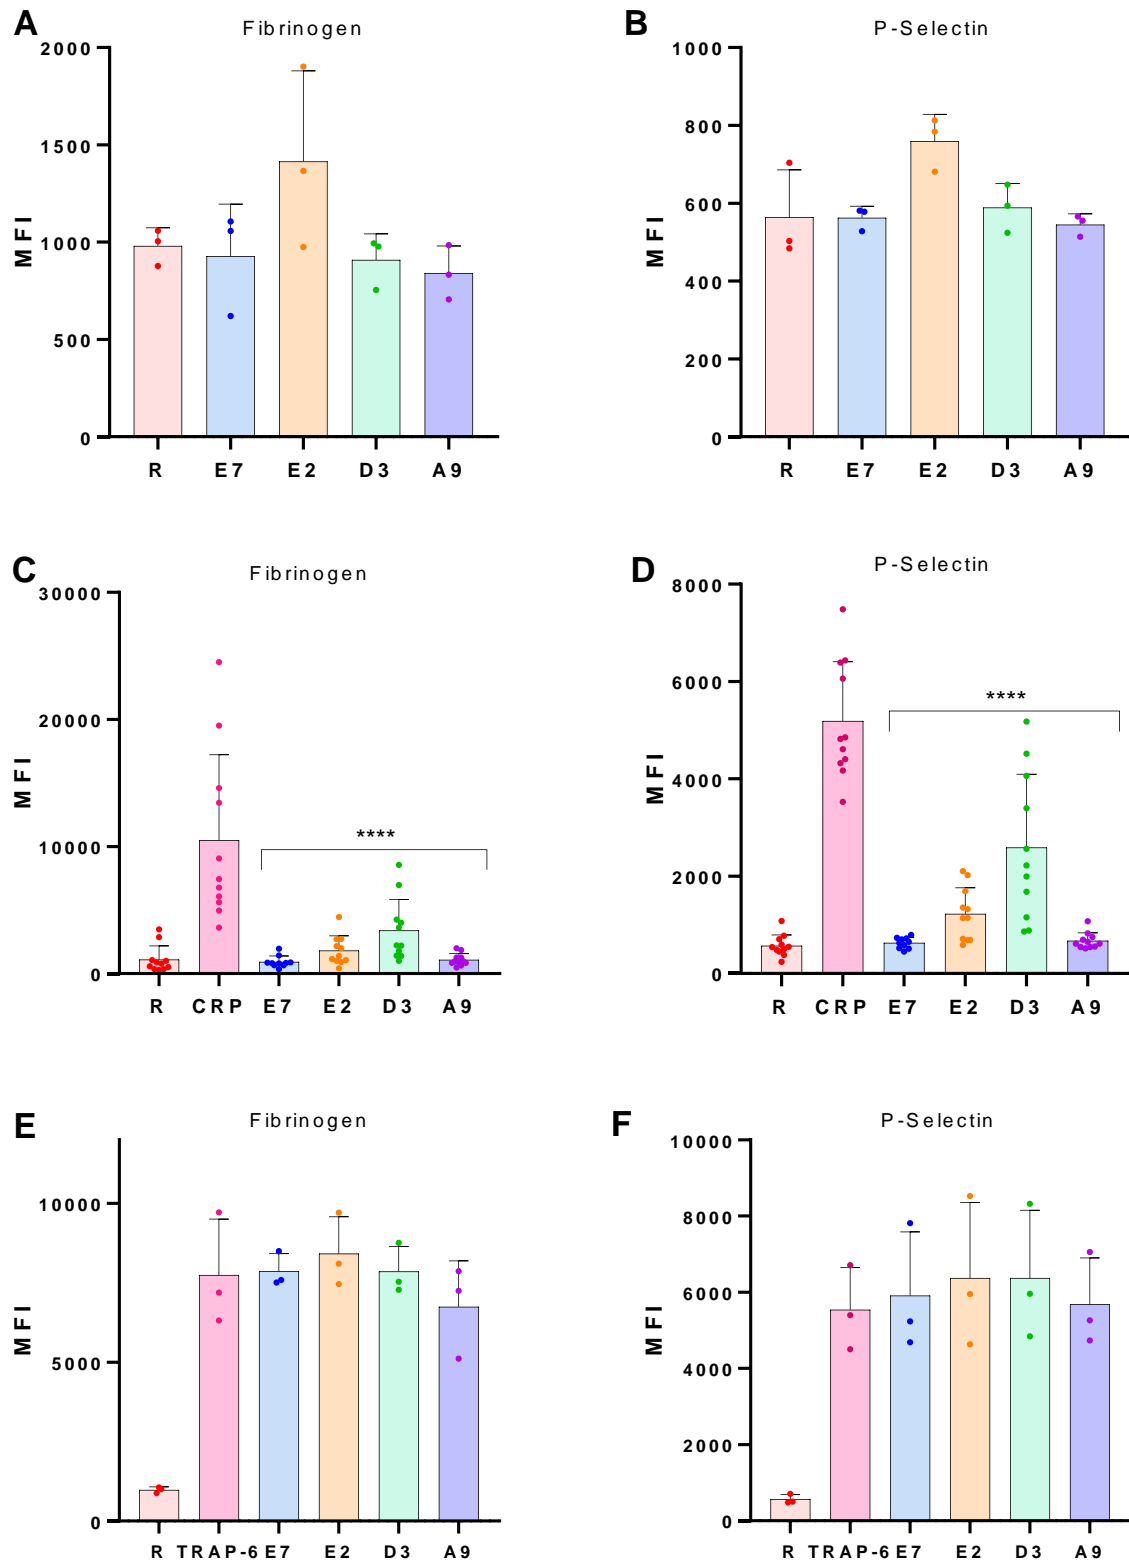 A
Fibrinogen
MFI
2000
1500
1000
500
0
R E7 E2 D3 A9
B
P-Selectin
MFI
1000
800
600
400
200
0
R E7 E2 D3 A9
C
Fibrinogen
MFI
30000
20000
10000
0
****
R CRP E7 E2 D3 A9
D
P-Selectin
MFI
8000
6000
4000
2000
0
****
R CRP E7 E2 D3 A9
E
Fibrinogen
MFI
10000
5000
0
R TRAP-6 E7 E2 D3 A9
F
P-Selectin
MFI
10000
8000
6000
4000
2000
0
R TRAP-6 E7 E2 D3 A9